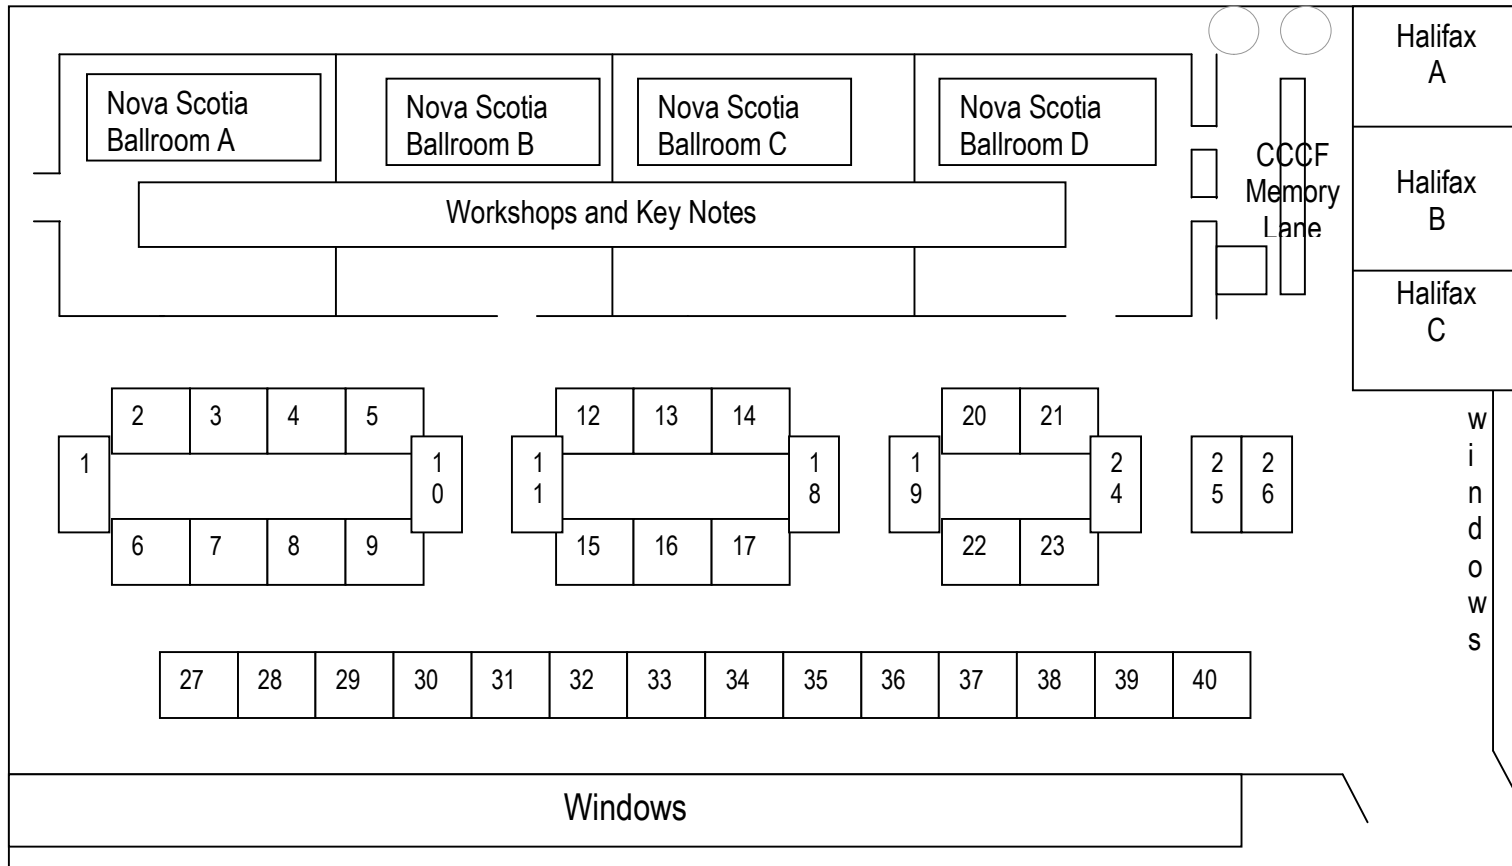 Nova Scotia
Ballroom A
Nova Scotia
Ballroom B
Nova Scotia
Ballroom C
Nova Scotia
Ballroom D
Workshops and Key Notes
CCCF
Memory
Lane
Halifax
A
Halifax
B
Halifax
C
2 3 4 5
1
1
0
6 7 8 9
12 13 14
1
1
1
8
15 16 17
20 21
1
9
2
4
22 23
2
5
2
6
w
i
n
d
o
w
s
27 28 29 30 31 32 33 34 35 36 37 38 39 40
Windows